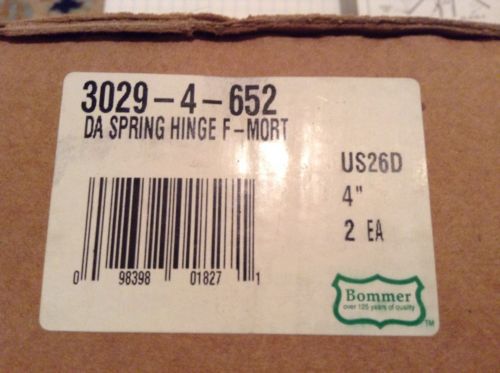 3029-4-652
DA SPRING HINGE F-MORT
US26D
4"
2 EA
0 98398 01827 1
Bommer
over 125 years of quality
TM